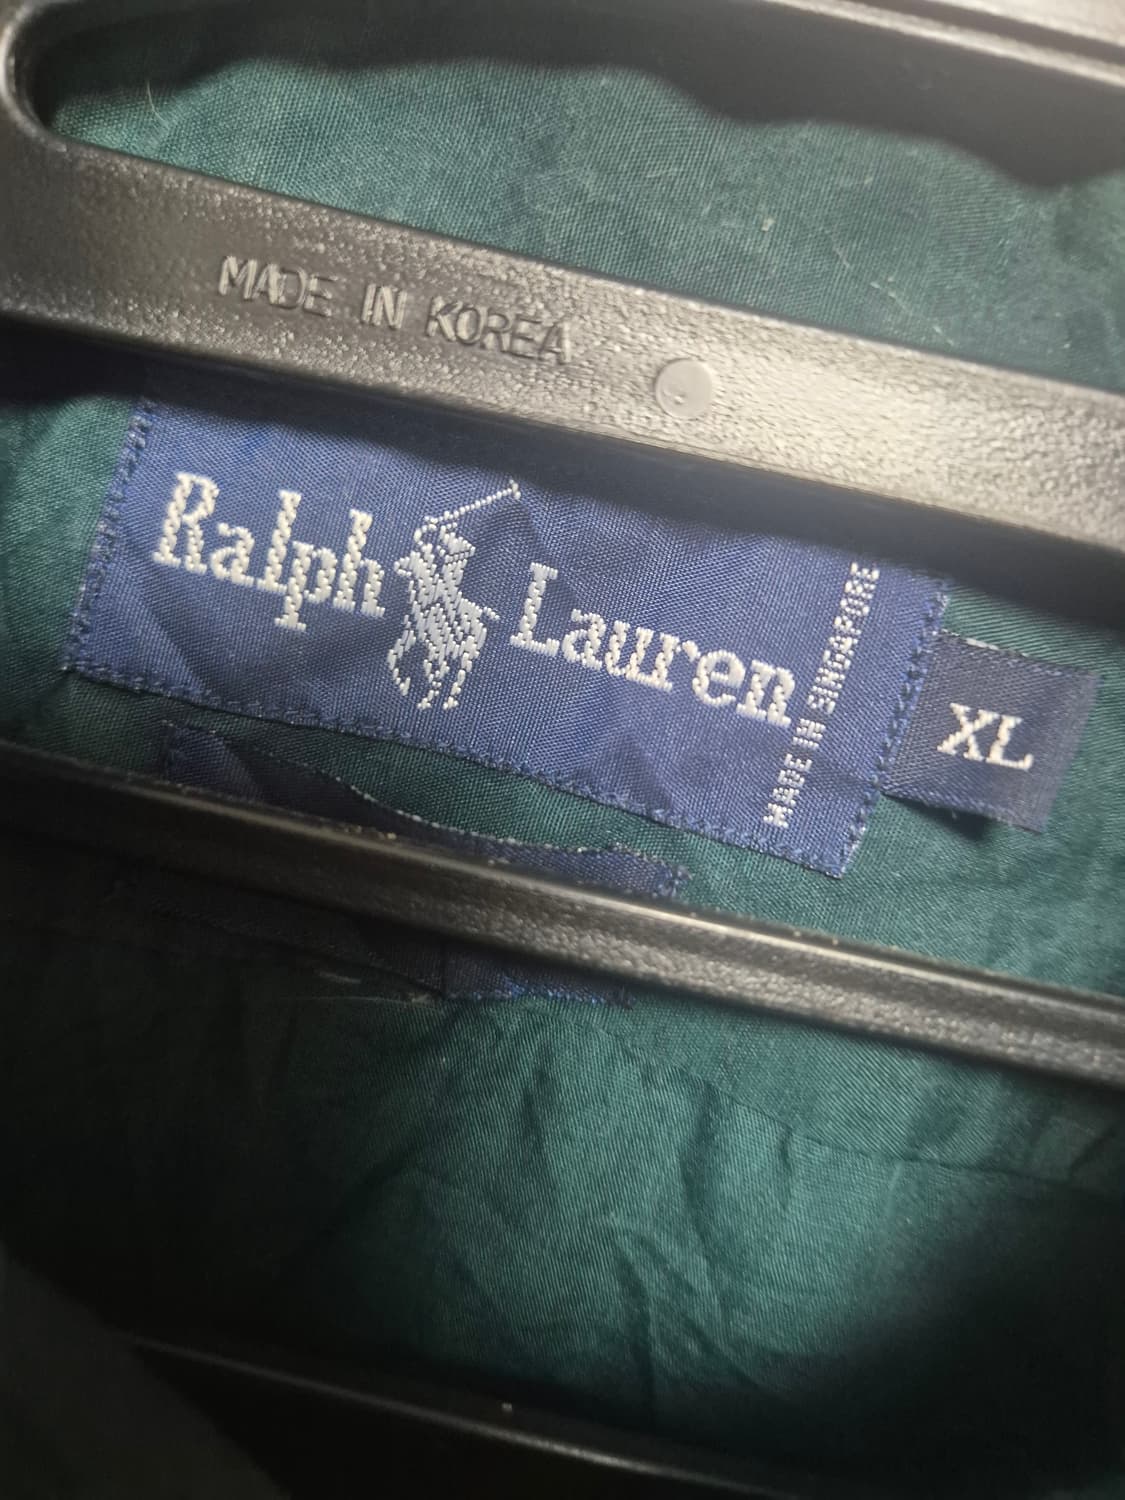 MADE IN KOREA
Ralph Lauren
MADE IN SINGAPORE
XL